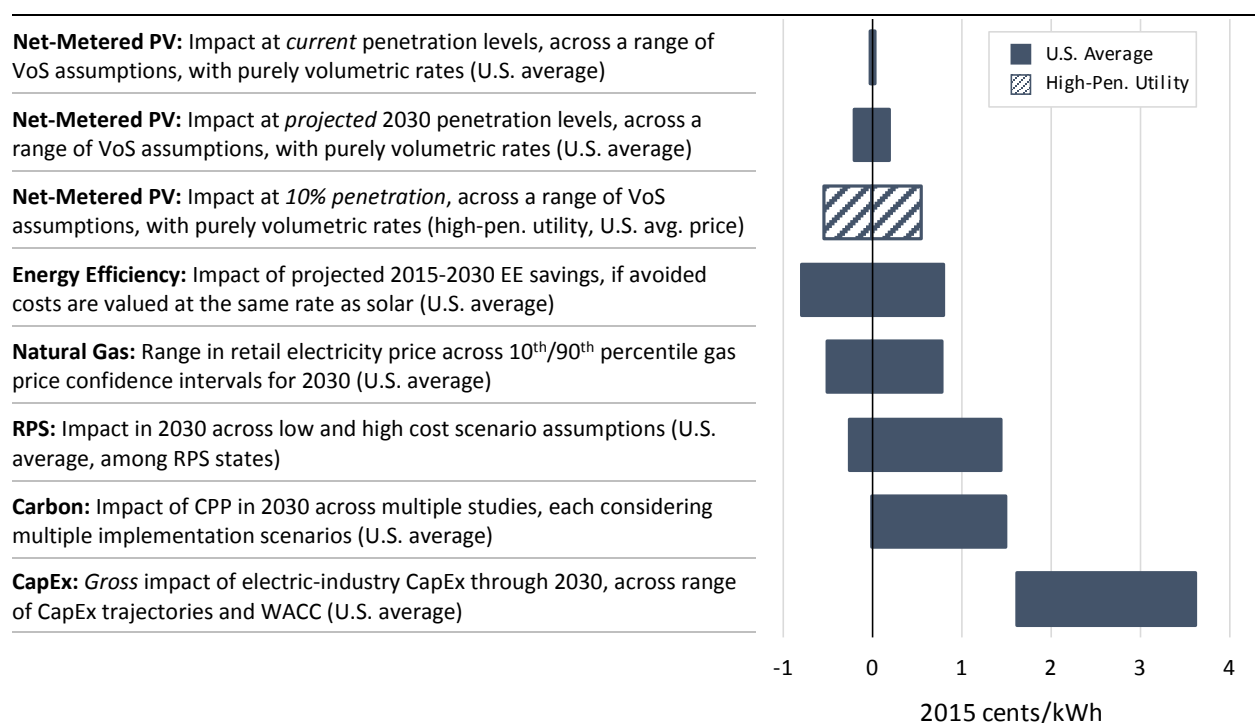 Net-Metered PV: Impact at current penetration levels, across a range of
VoS assumptions, with purely volumetric rates (U.S. average)
Net-Metered PV: Impact at projected 2030 penetration levels, across a
range of VoS assumptions, with purely volumetric rates (U.S. average)
Net-Metered PV: Impact at 10% penetration, across a range of VoS
assumptions, with purely volumetric rates (high-pen. utility, U.S. avg. price)
Energy Efficiency: Impact of projected 2015-2030 EE savings, if avoided
costs are valued at the same rate as solar (U.S. average)
Natural Gas: Range in retail electricity price across 10th/90th percentile gas
price confidence intervals for 2030 (U.S. average)
RPS: Impact in 2030 across low and high cost scenario assumptions (U.S.
average, among RPS states)
Carbon: Impact of CPP in 2030 across multiple studies, each considering
multiple implementation scenarios (U.S. average)
CapEx: Gross impact of electric-industry CapEx through 2030, across range
of CapEx trajectories and WACC (U.S. average)
U.S. Average
High-Pen. Utility
-1 0 1 2 3 4
2015 cents/kWh